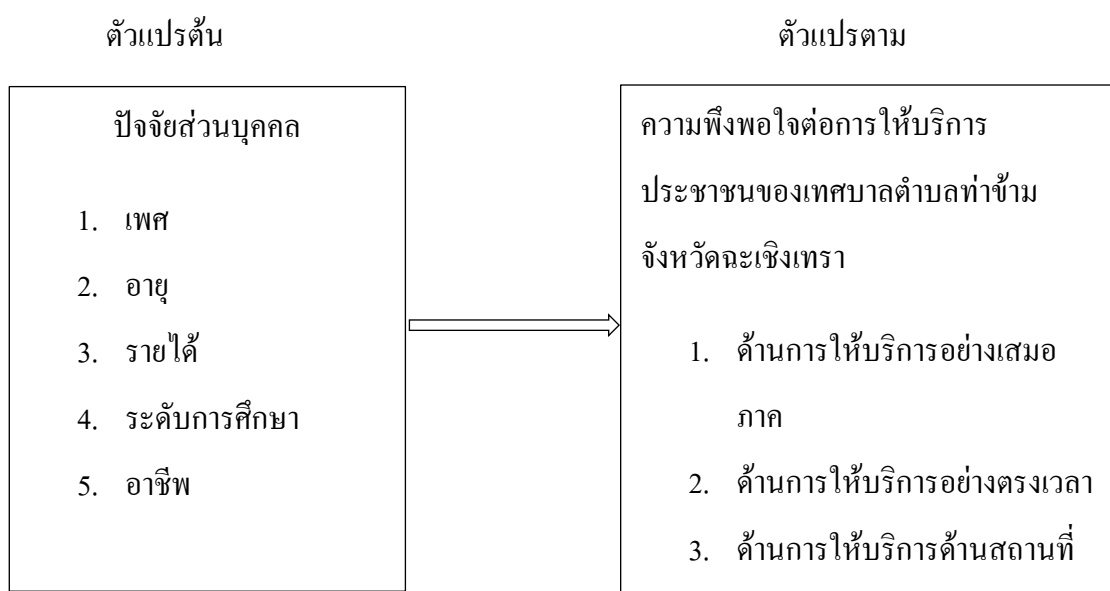 ตัวแปรต้น
ตัวแปรตาม
ปัจจัยส่วนบุคคล
1. เพศ
2. อายุ
3. รายได้
4. ระดับการศึกษา
5. อาชีพ
ความพึงพอใจต่อการให้บริการ
ประชาชนของเทศบาลตำบลท่าข้าม
จังหวัดฉะเชิงเทรา
1. ด้านการให้บริการอย่างเสมอ
ภาค
2. ด้านการให้บริการอย่างตรงเวลา
3. ด้านการให้บริการด้านสถานที่